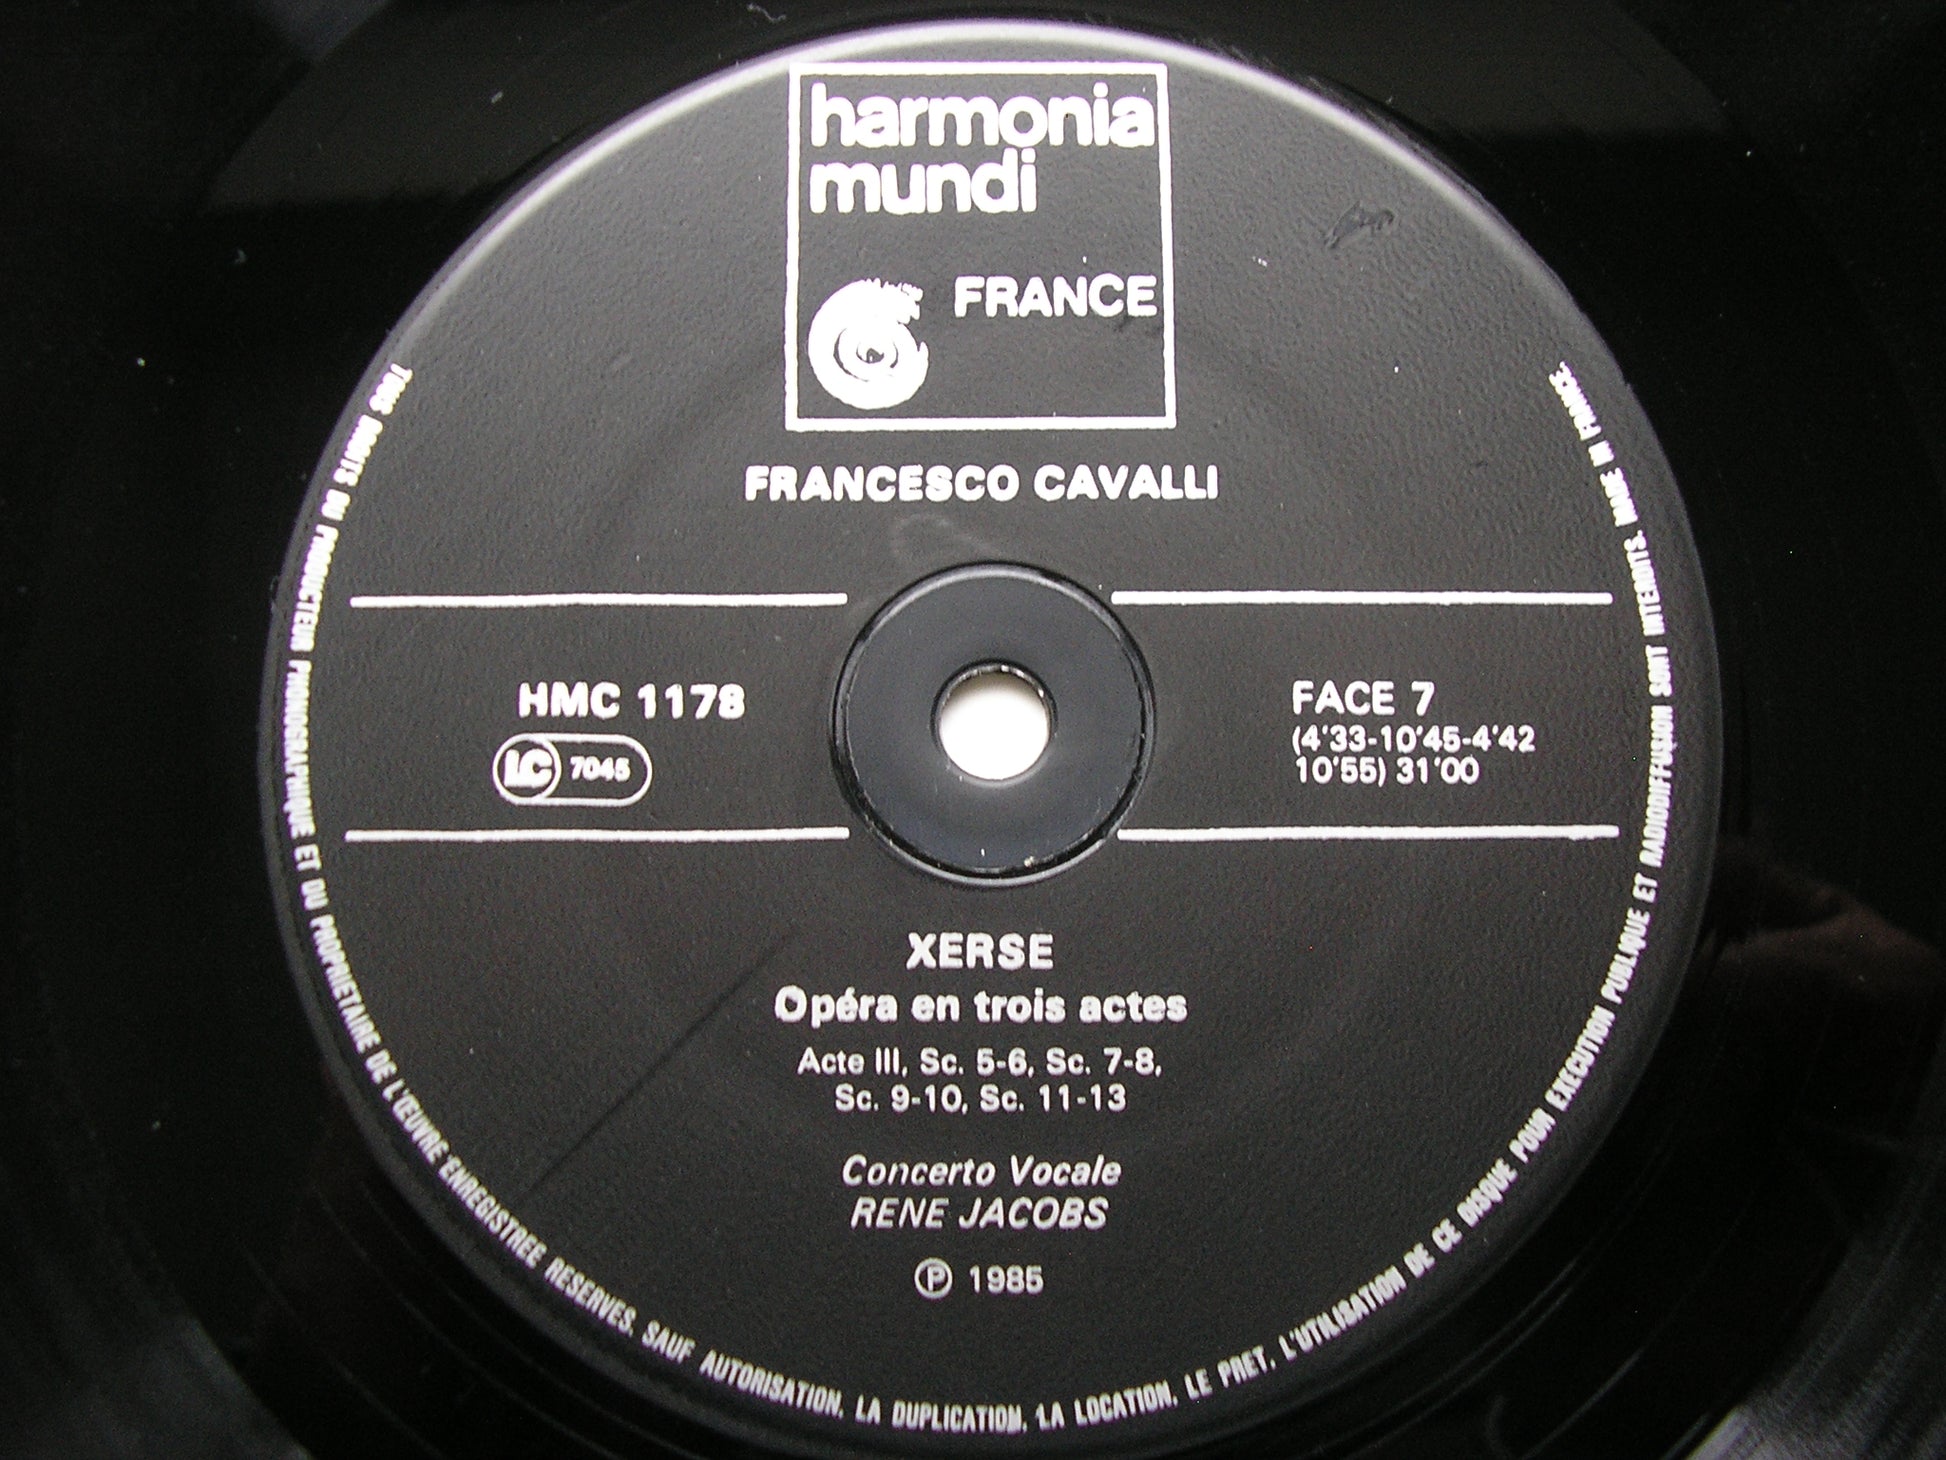 harmonia
mundi
FRANCE
FRANCESCO CAVALLI
HMC 1178
LC 7045
FACE 7
(4'33-10'45-4'42
10'55) 31'00
XERSE
Opéra en trois actes
Acte III, Sc. 5-6, Sc. 7-8,
Sc. 9-10, Sc. 11-13
Concerto Vocale
RENE JACOBS
℗ 1985
TOUS DROITS DU PRODUCTEUR PHONOGRAPHIQUE ET DU PROPRIETAIRE DE L'ŒUVRE ENREGISTREE RESERVES. SAUF AUTORISATION, LA DUPLICATION, LA LOCATION, LE PRET, L'UTILISATION DE CE DISQUE POUR EXECUTION PUBLIQUE ET RADIODIFFUSION SONT INTERDITS. MADE IN FRANCE.